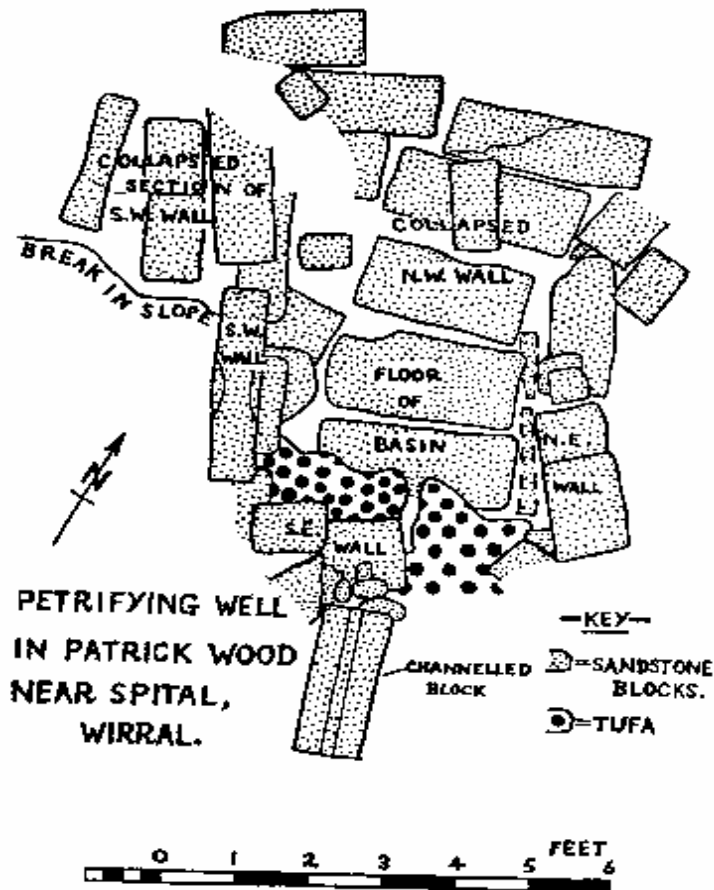 COLLAPSED
SECTION OF
S.W. WALL
COLLAPSED
N.W. WALL
BREAK IN SLOPE
S.W.
WALL
FLOOR
OF
BASIN
N.E.
WALL
N
S.E.
WALL
PETRIFYING WELL
IN PATRICK WOOD
NEAR SPITAL,
WIRRAL.
CHANNELLED
BLOCK
—KEY—
=SANDSTONE
BLOCKS.
=TUFA
FEET
0 1 2 3 4 5 6